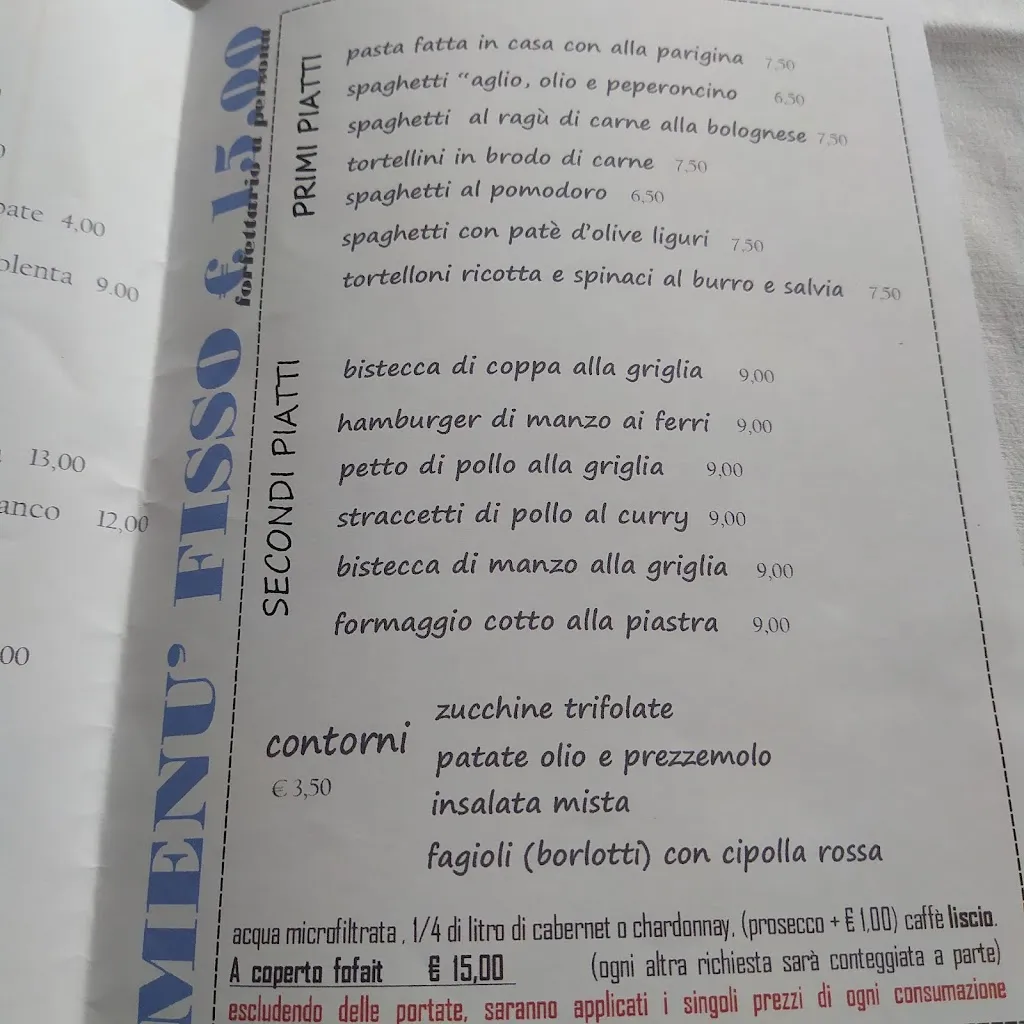 4,00
9.00
13,00
anco 12,00
00
MENU' FISSO €. 15,00
forfettario a persona
PRIMI PIATTI
pasta fatta in casa con alla parigina 7,50
spaghetti “aglio, olio e peperoncino 6,50
spaghetti al ragù di carne alla bolognese 7,50
tortellini in brodo di carne 7,50
spaghetti al pomodoro 6,50
spaghetti con patè d'olive liguri 7,50
tortelloni ricotta e spinaci al burro e salvia 7,50
SECONDI PIATTI
bistecca di coppa alla griglia 9,00
hamburger di manzo ai ferri 9,00
petto di pollo alla griglia 9,00
straccetti di pollo al curry 9,00
bistecca di manzo alla griglia 9,00
formaggio cotto alla piastra 9,00
contorni
€ 3,50
zucchine trifolate
patate olio e prezzemolo
insalata mista
fagioli (borlotti) con cipolla rossa
acqua microfiltrata , 1/4 di litro di cabernet o chardonnay, (prosecco + € 1,00) caffè liscio.
A coperto fofait € 15,00 (ogni altra richiesta sarà conteggiata a parte)
escludendo delle portate, saranno applicati i singoli prezzi di ogni consumazione